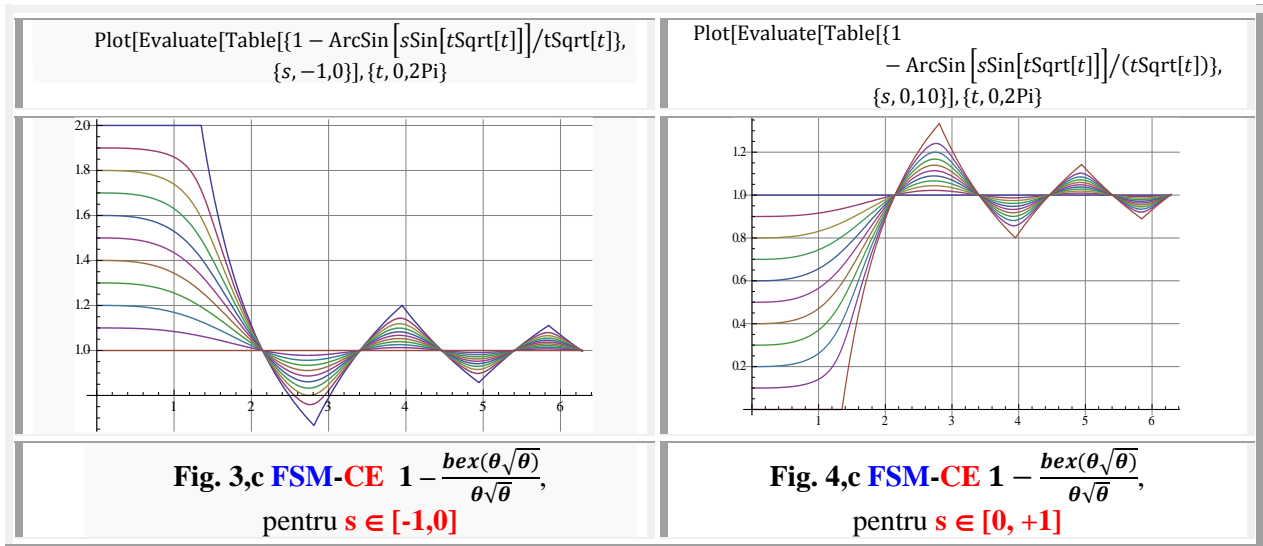 Plot[Evaluate[Table[{1 − ArcSin[sSin[tSqrt[t]]]/tSqrt[t]},
{s, −1,0}],{t, 0,2Pi}
Plot[Evaluate[Table[{1
− ArcSin[sSin[tSqrt[t]]]/(tSqrt[t])},
{s, 0,10}],{t, 0,2Pi}
2.0
1.8
1.6
1.4
1.2
1.0
1 2 3 4 5 6
1.2
1.0
0.8
0.6
0.4
0.2
1 2 3 4 5 6
Fig. 3,c FSM-CE 1 − bex(θ√θ)/θ√θ,
pentru s ∈ [-1,0]
Fig. 4,c FSM-CE 1 − bex(θ√θ)/θ√θ,
pentru s ∈ [0, +1]